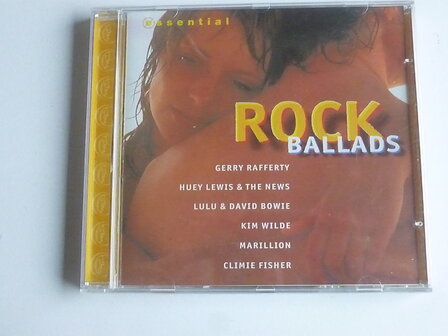 essential
ROCK
BALLADS
GERRY RAFFERTY
HUEY LEWIS & THE NEWS
LULU & DAVID BOWIE
KIM WILDE
MARILLION
CLIMIE FISHER